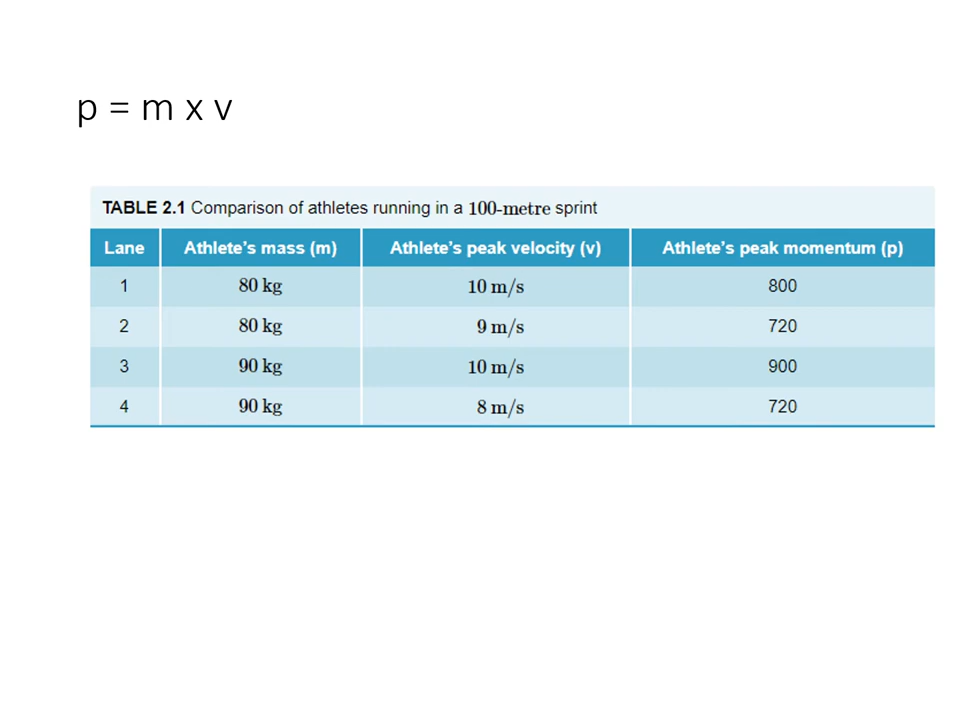 p = m x v
TABLE 2.1 Comparison of athletes running in a 100-metre sprint
Lane Athlete's mass (m) Athlete's peak velocity (v) Athlete's peak momentum (p)
1 80 kg 10 m/s 800
2 80 kg 9 m/s 720
3 90 kg 10 m/s 900
4 90 kg 8 m/s 720